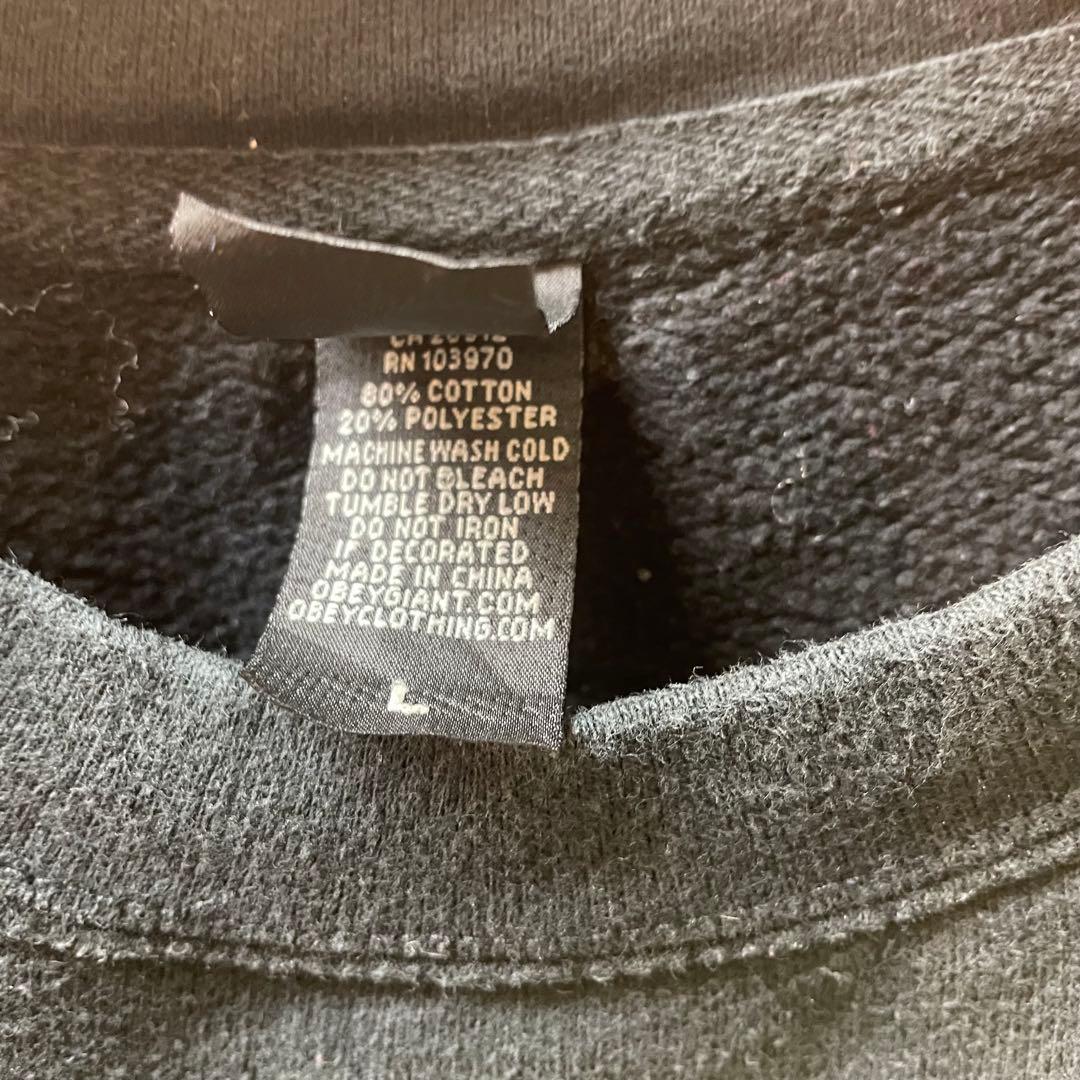 RN 103970
80% COTTON
20% POLYESTER
MACHINE WASH COLD
DO NOT BLEACH
TUMBLE DRY LOW
DO NOT IRON
IF DECORATED
MADE IN CHINA
OBEYGIANT.COM
OBEYCLOTHING.COM
L